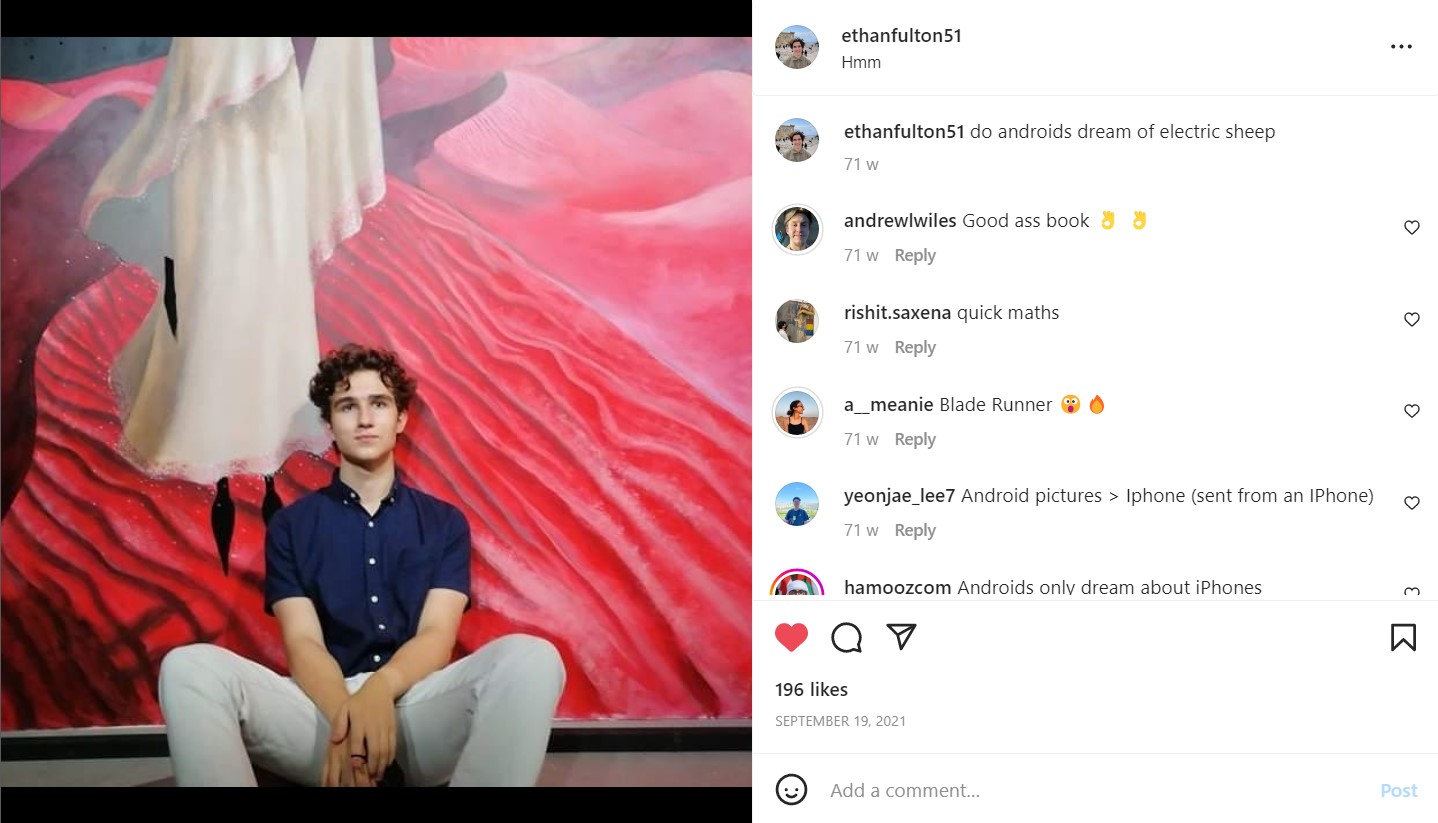 ethanfulton51
Hmm
ethanfulton51 do androids dream of electric sheep
71 w
andrewlwiles Good ass book 👌 👌
71 w Reply
rishit.saxena quick maths
71 w Reply
a__meanie Blade Runner 😲🔥
71 w Reply
yeonjae_lee7 Android pictures > Iphone (sent from an IPhone)
71 w Reply
hamoozcom Androids only dream about iPhones
196 likes
SEPTEMBER 19, 2021
Add a comment...
Post